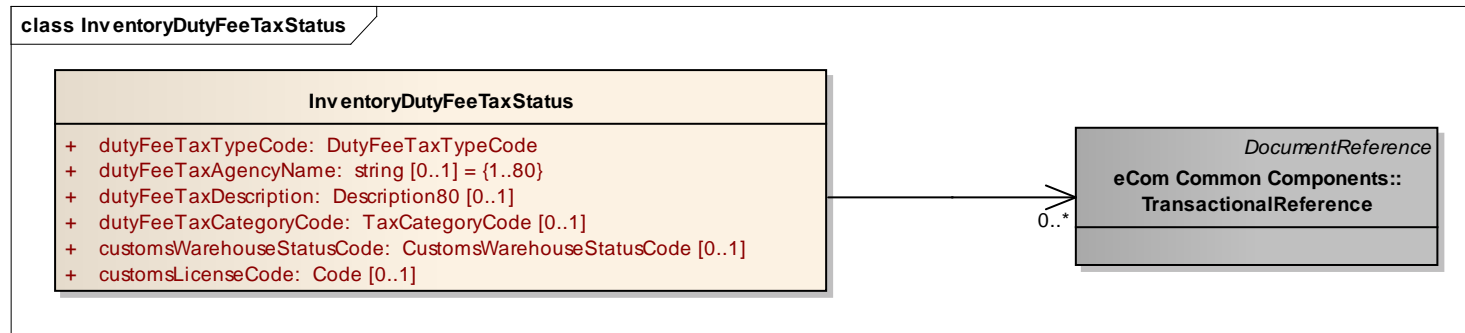 class InventoryDutyFeeTaxStatus
InventoryDutyFeeTaxStatus
+ dutyFeeTaxTypeCode: DutyFeeTaxTypeCode
+ dutyFeeTaxAgencyName: string [0..1] = {1..80}
+ dutyFeeTaxDescription: Description80 [0..1]
+ dutyFeeTaxCategoryCode: TaxCategoryCode [0..1]
+ customsWarehouseStatusCode: CustomsWarehouseStatusCode [0..1]
+ customsLicenseCode: Code [0..1]
0..*
DocumentReference
eCom Common Components::
TransactionalReference